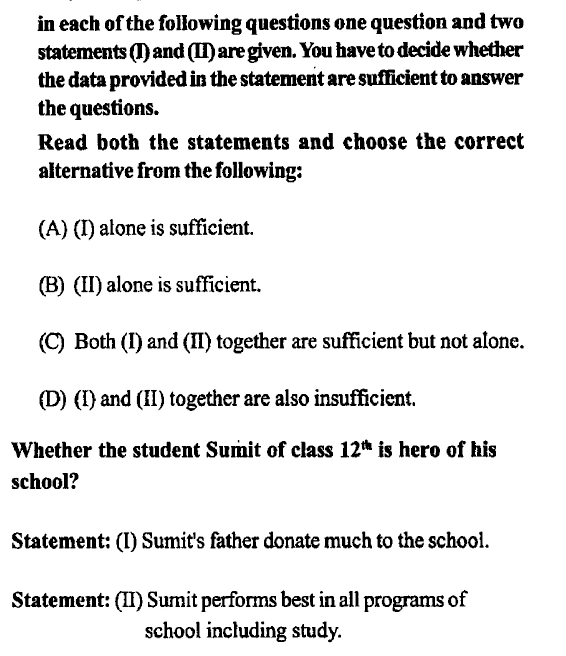 in each of the following questions one question and two
statements (I) and (II) are given. You have to decide whether
the data provided in the statement are sufficient to answer
the questions.
Read both the statements and choose the correct
alternative from the following:
(A) (I) alone is sufficient.
(B) (II) alone is sufficient.
(C) Both (I) and (II) together are sufficient but not alone.
(D) (I) and (II) together are also insufficient.
Whether the student Sumit of class 12th is hero of his
school?
Statement: (I) Sumit's father donate much to the school.
Statement: (II) Sumit performs best in all programs of
school including study.